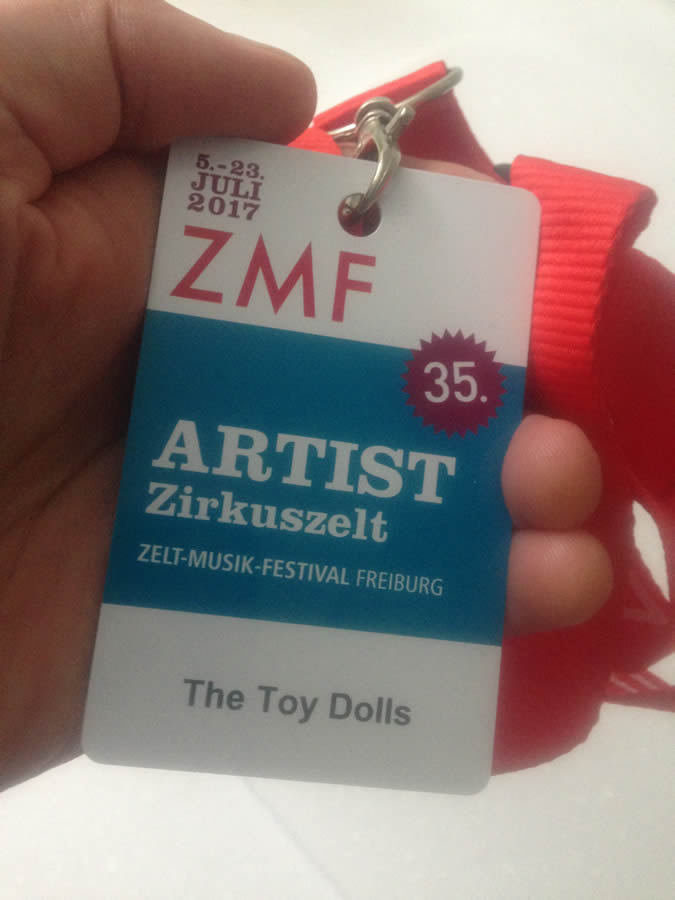 5.-23.
JULI
2017
ZMF
35.
ARTIST
Zirkuszelt
ZELT-MUSIK-FESTIVAL FREIBURG
The Toy Dolls